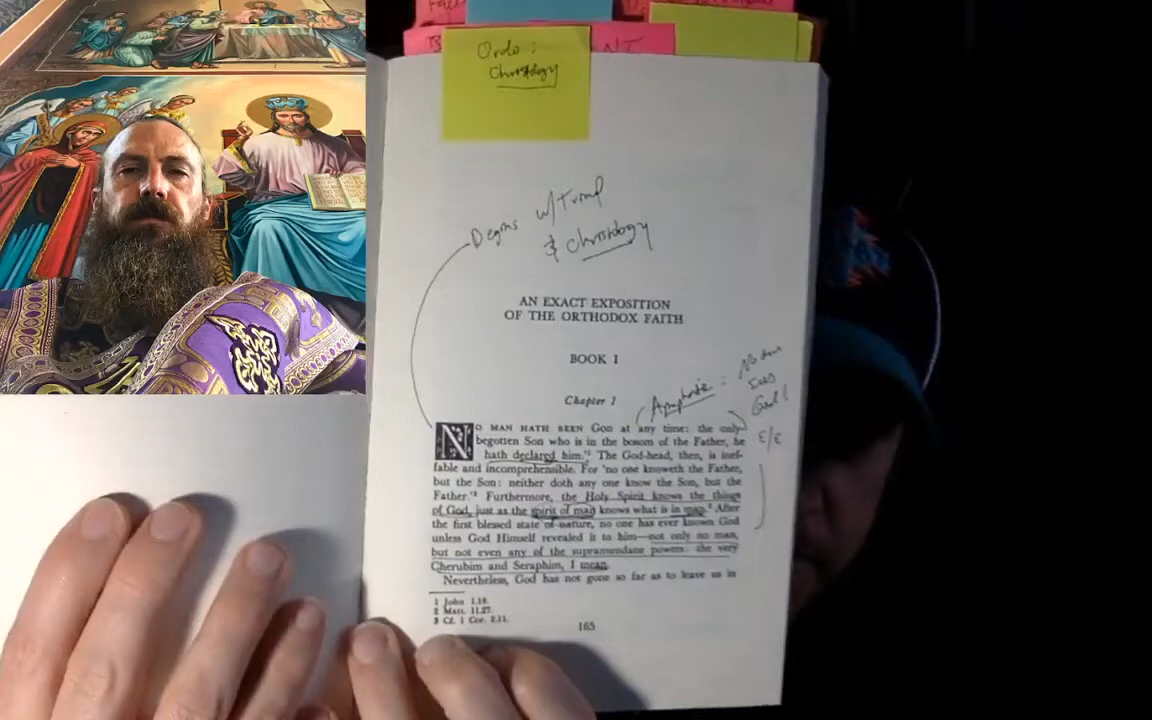 NT
Ordo:
Christology
Begins w/ Triad
& Christology
AN EXACT EXPOSITION
OF THE ORTHODOX FAITH
BOOK I
Chapter 1
God!
NO MAN HATH BEEN God at any time: the only
begotten Son who is in the bosom of the Father, he
hath declared him.'1 The God-head, then, is inef-
fable and incomprehensible. For 'no one knoweth the Father,
but the Son: neither doth any one know the Son, but the
Father.'2 Furthermore, the Holy Spirit knows the things
of God, just as the spirit of man knows what is in man.3 After
the first blessed state of nature, no one has ever known God
unless God Himself revealed it to him—not only no man,
but not even any of the supramundane powers: the very
Cherubim and Seraphim, I mean.
Nevertheless, God has not gone so far as to leave us in
1 John 1.18.
2 Matt. 11.27.
3 Cf. 1 Cor. 2.11.
165